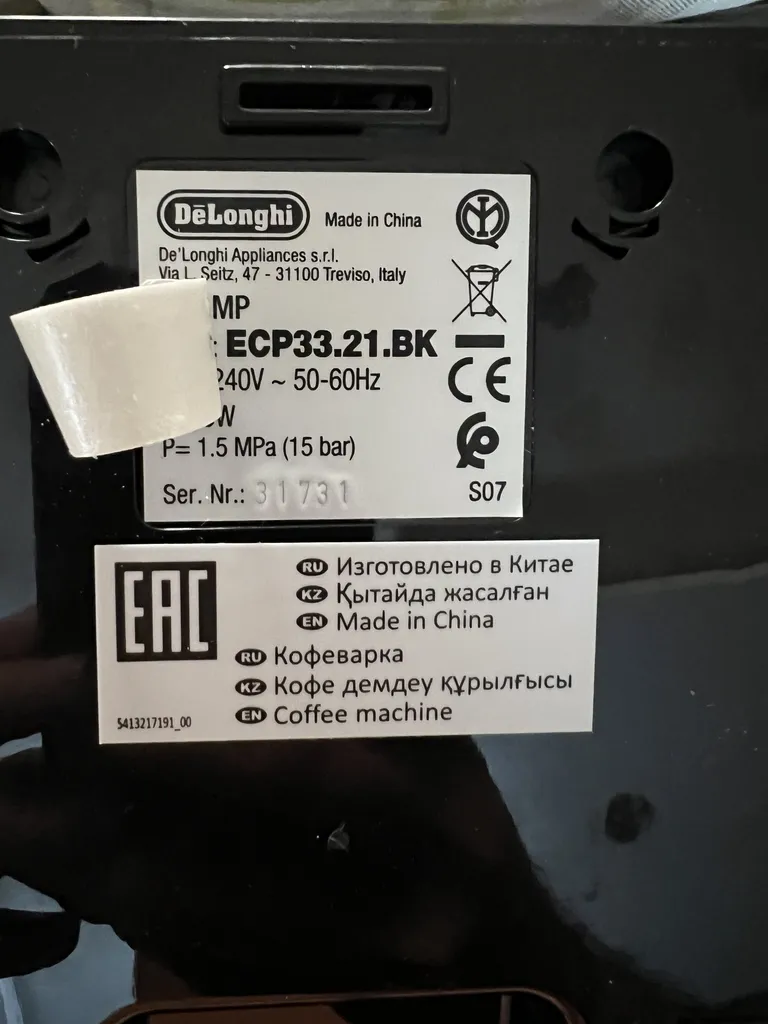 DeLonghi Made in China
De'Longhi Appliances s.r.l.
Via L. Seitz, 47 - 31100 Treviso, Italy
MP
: ECP33.21.BK
240V ~ 50-60Hz
W
P= 1.5 MPa (15 bar)
CE
Ser. Nr.: 31731 S07
EAC
RU Изготовлено в Китае
KZ Қытайда жасалған
EN Made in China
RU Кофеварка
KZ Кофе демдеу құрылғысы
EN Coffee machine
5413217191_00